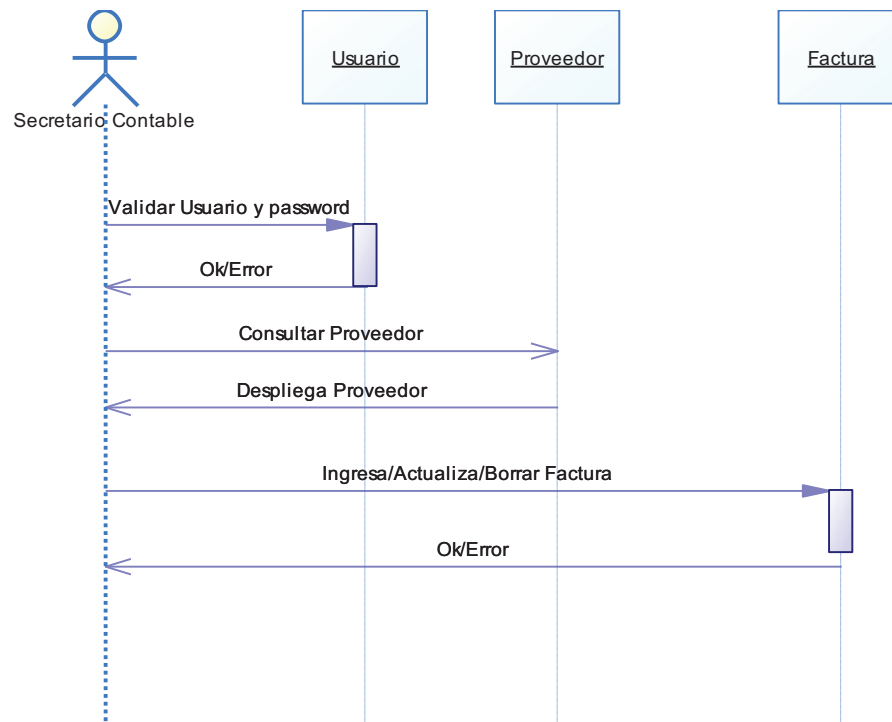 Usuario
Proveedor
Factura
Secretario Contable
Validar Usuario y password
Ok/Error
Consultar Proveedor
Despliega Proveedor
Ingresa/Actualiza/Borrar Factura
Ok/Error